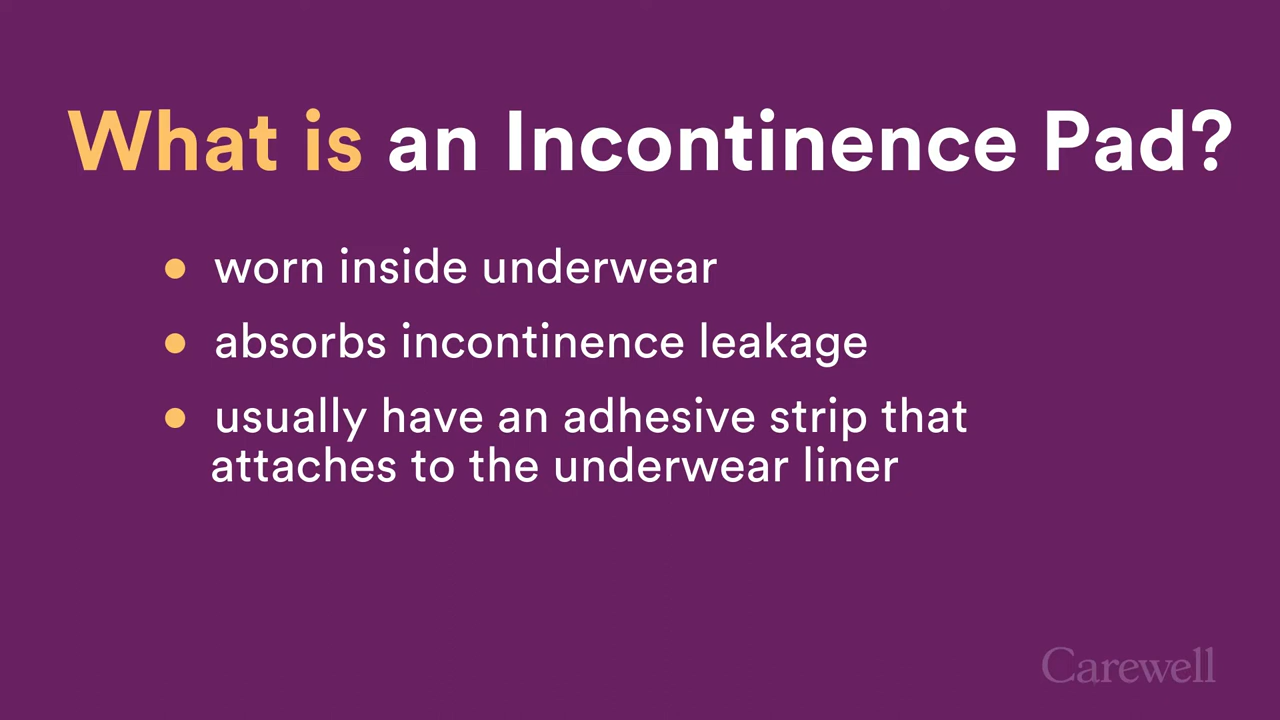 What is an Incontinence Pad?
• worn inside underwear
• absorbs incontinence leakage
• usually have an adhesive strip that
attaches to the underwear liner
Carewell